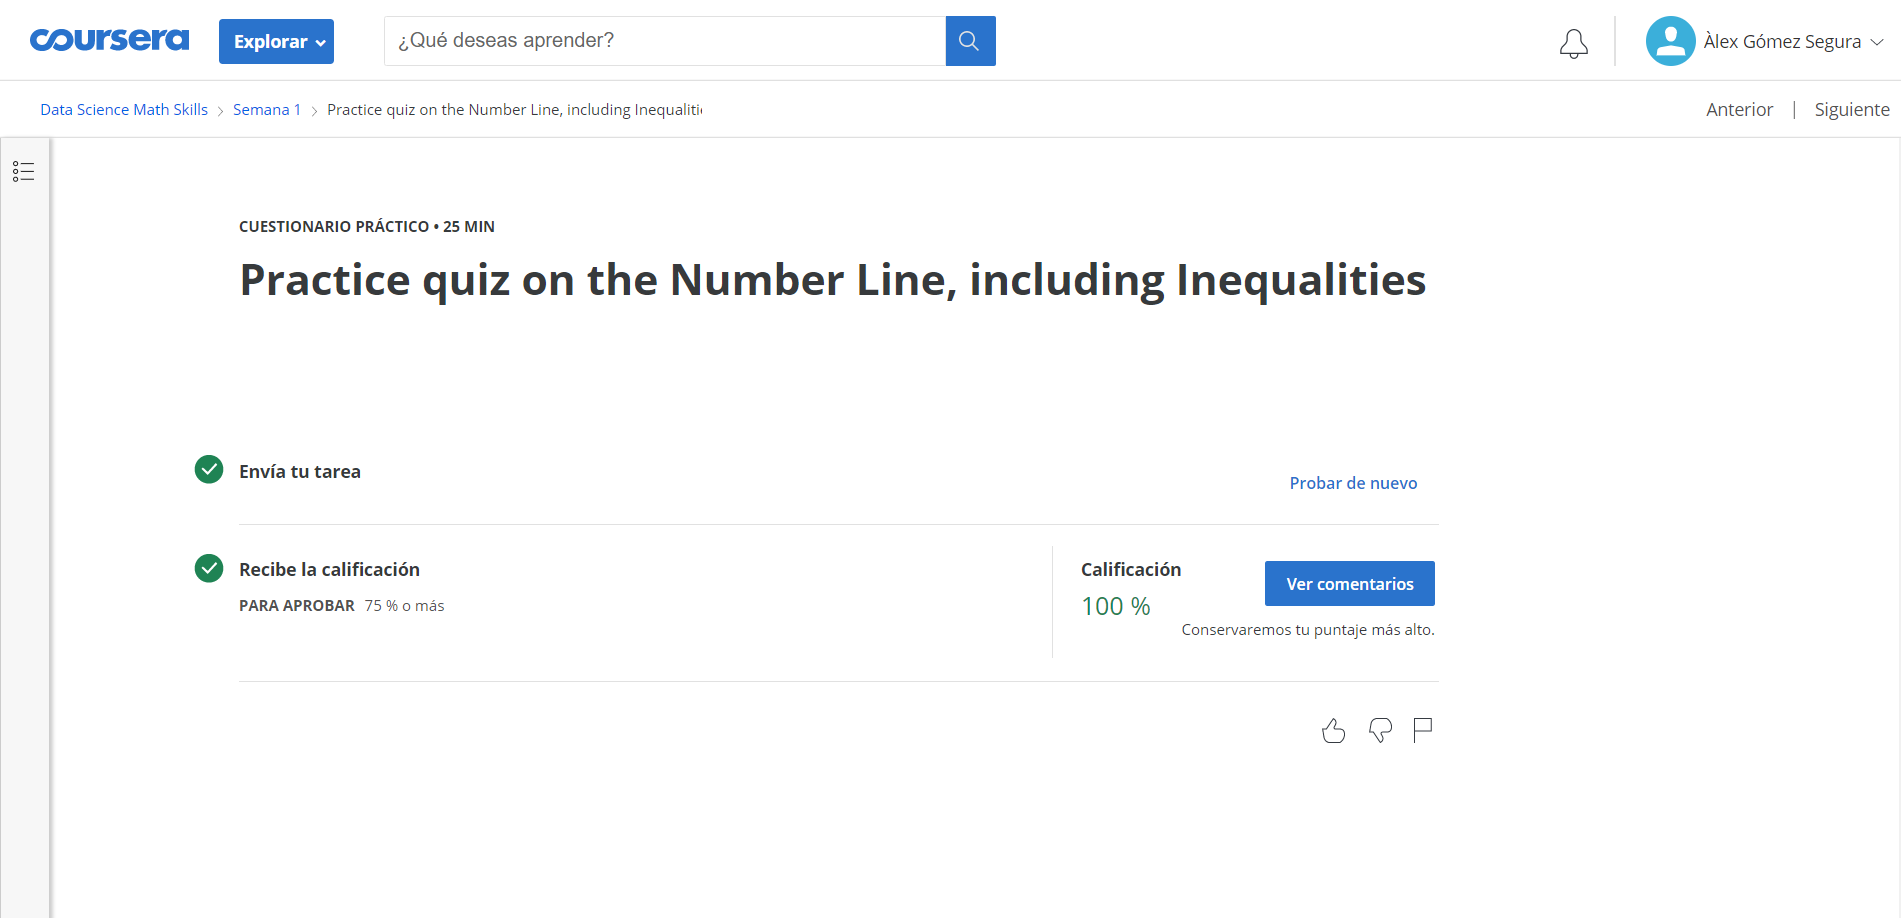 coursera
Explorar
¿Qué deseas aprender?
Àlex Gómez Segura
Data Science Math Skills
Semana 1
Practice quiz on the Number Line, including Inequaliti
Anterior | Siguiente
CUESTIONARIO PRÁCTICO • 25 MIN
Practice quiz on the Number Line, including Inequalities
Envía tu tarea
Probar de nuevo
Recibe la calificación
PARA APROBAR 75 % o más
Calificación
100 %
Ver comentarios
Conservaremos tu puntaje más alto.